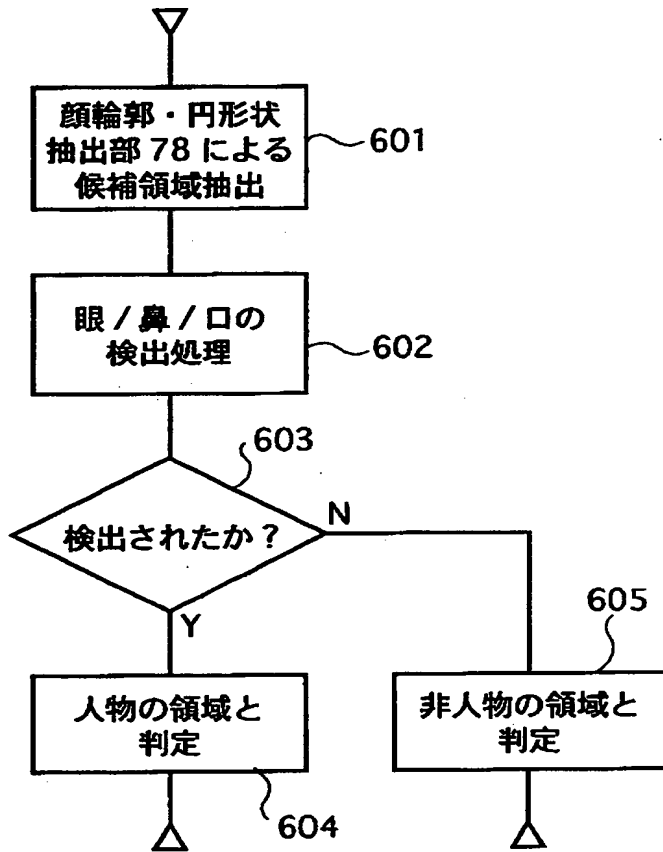 顔輪郭・円形状
抽出部78による
候補領域抽出
601
眼/鼻/口の
検出処理
602
603
検出されたか?
N
Y
605
人物の領域と
判定
604
非人物の領域と
判定